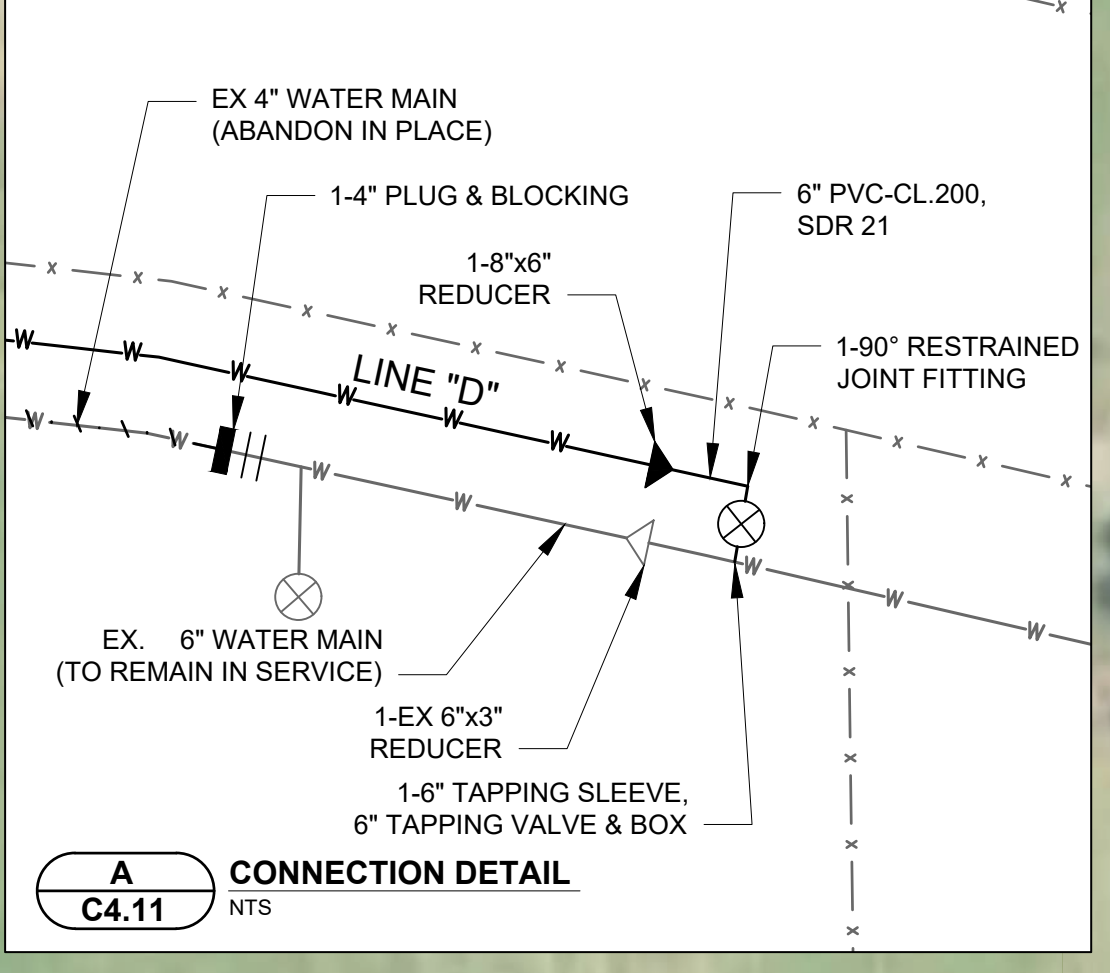 EX 4" WATER MAIN
(ABANDON IN PLACE)
1-4" PLUG & BLOCKING
6" PVC-CL.200,
SDR 21
1-8"x6"
REDUCER
1-90° RESTRAINED
JOINT FITTING
LINE "D"
EX. 6" WATER MAIN
(TO REMAIN IN SERVICE)
1-EX 6"x3"
REDUCER
1-6" TAPPING SLEEVE,
6" TAPPING VALVE & BOX
A
C4.11
CONNECTION DETAIL
NTS